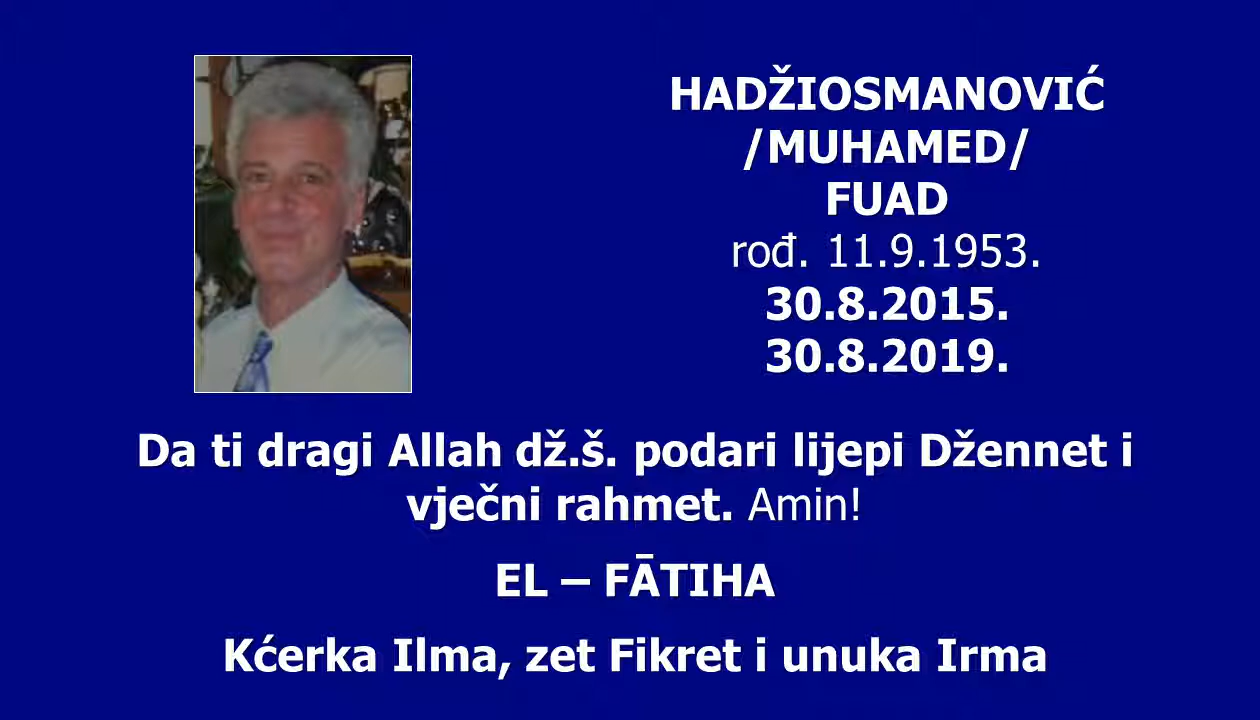 HADŽIOSMANOVIĆ
/MUHAMED/
FUAD
rođ. 11.9.1953.
30.8.2015.
30.8.2019.
Da ti dragi Allah dž.š. podari lijepi Džennet i
vječni rahmet. Amin!
EL – FĀTIHA
Kćerka Ilma, zet Fikret i unuka Irma